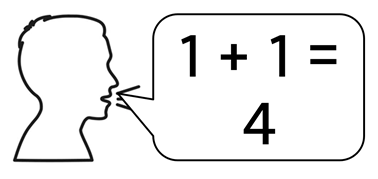 1 + 1 =
4